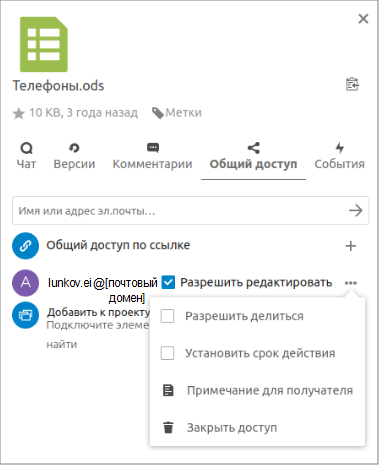 Телефоны.ods
10 KB, 3 года назад Метки
Чат Версии Комментарии Общий доступ События
Имя или адрес эл.почты...
Общий доступ по ссылке
A lunkov.ei@[почтовый Разрешить редактировать
домен]
Добавить к проекту
Подключите элеме
Разрешить делиться
найти
Установить срок действия
Примечание для получателя
Закрыть доступ